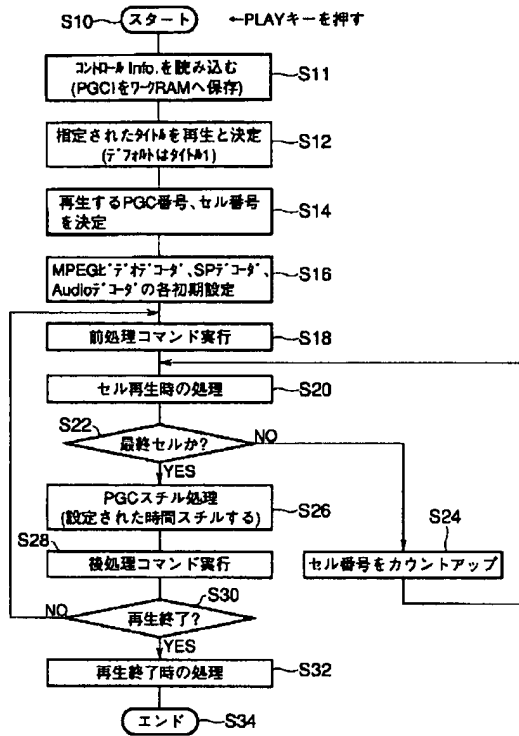 S10 スタート ←PLAYキーを押す
コントロールInfo.を読み込む
(PGCIをワークRAMへ保存)
S11
指定されたタイトルを再生と決定
(デフォルトはタイトル1)
S12
再生するPGC番号、セル番号
を決定
S14
MPEGビデオデコーダ、SPデコーダ、
Audioデコーダの各初期設定
S16
前処理コマンド実行
S18
セル再生時の処理
S20
S22
最終セルか?
NO
YES
PGCスチル処理
(設定された時間スチルする)
S26
S24
セル番号をカウントアップ
S28
後処理コマンド実行
S30
再生終了?
NO
YES
再生終了時の処理
S32
エンド
S34